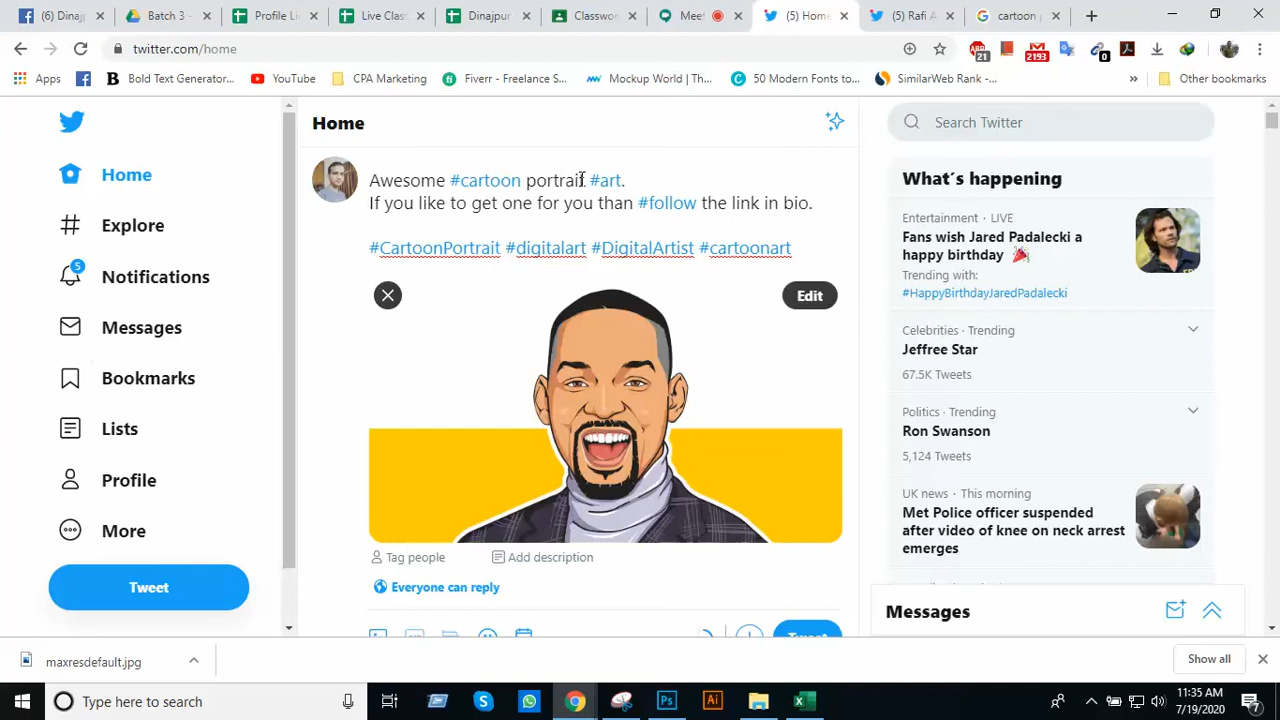 (6) Dinaj
Batch 3
Profile Li
Live Clas
Dinajpur
Classwor
Mee
(5) Hom
(5) Rafi A
cartoon p
twitter.com/home
21
2193
0
Apps
Bold Text Generator...
YouTube
CPA Marketing
Fiverr - Freelance S...
Mockup World | Th...
50 Modern Fonts to...
SimilarWeb Rank -...
Other bookmarks
Home
Search Twitter
Home
Explore
5
Notifications
Messages
Bookmarks
Lists
Profile
More
Tweet
Awesome #cartoon portrait #art.
If you like to get one for you than #follow the link in bio.
#CartoonPortrait #digitalart #DigitalArtist #cartoonart
Edit
Tag people
Add description
Everyone can reply
Tweet
What's happening
Entertainment · LIVE
Fans wish Jared Padalecki a
happy birthday
Trending with:
#HappyBirthdayJaredPadalecki
Celebrities · Trending
Jeffree Star
67.5K Tweets
Politics · Trending
Ron Swanson
5,124 Tweets
UK news · This morning
Met Police officer suspended
after video of knee on neck arrest
emerges
Messages
maxresdefault.jpg
Show all
Type here to search
11:35 AM
7/19/2020
7